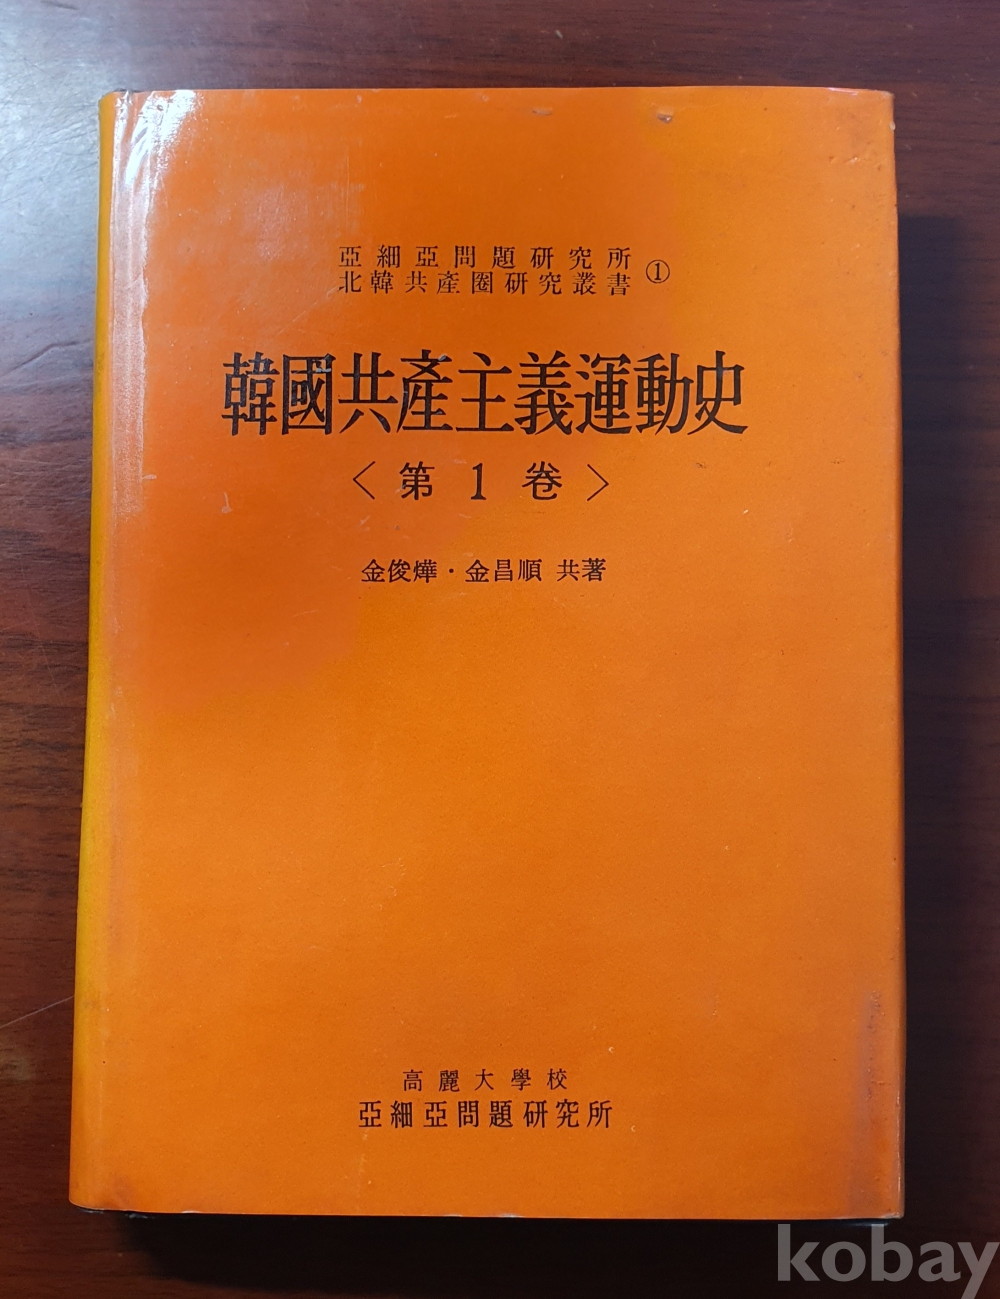 亞細亞問題研究所
北韓共產圈研究叢書 ①
韓國共產主義運動史
〈第1卷〉
金俊燁·金昌順 共著
高麗大學校
亞細亞問題研究所
kobay